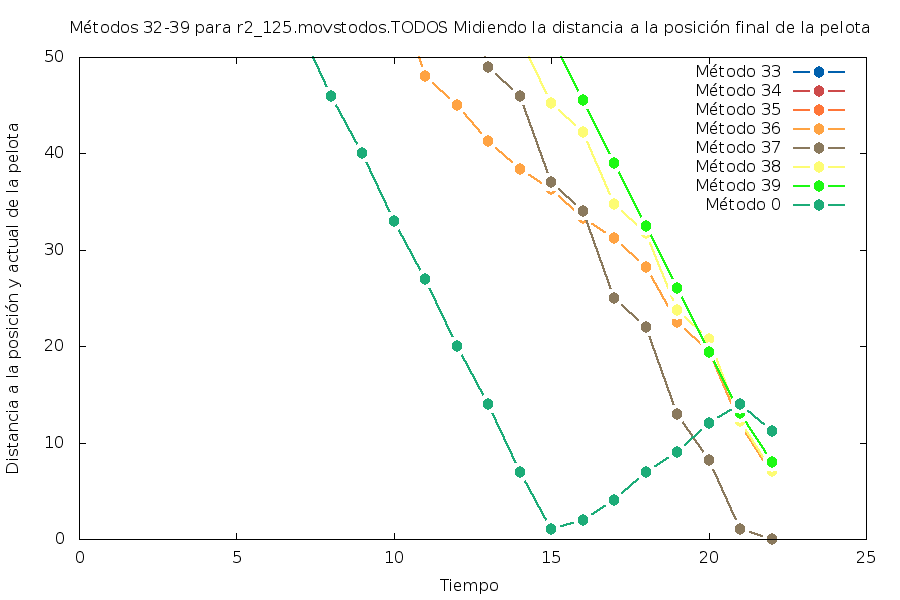 Métodos 32-39 para r2_125.movstodos.TODOS Midiendo la distancia a la posición final de la pelota
Distancia a la posición y actual de la pelota
50
40
30
20
10
0
Método 33
Método 34
Método 35
Método 36
Método 37
Método 38
Método 39
Método 0
0 5 10 15 20 25
Tiempo